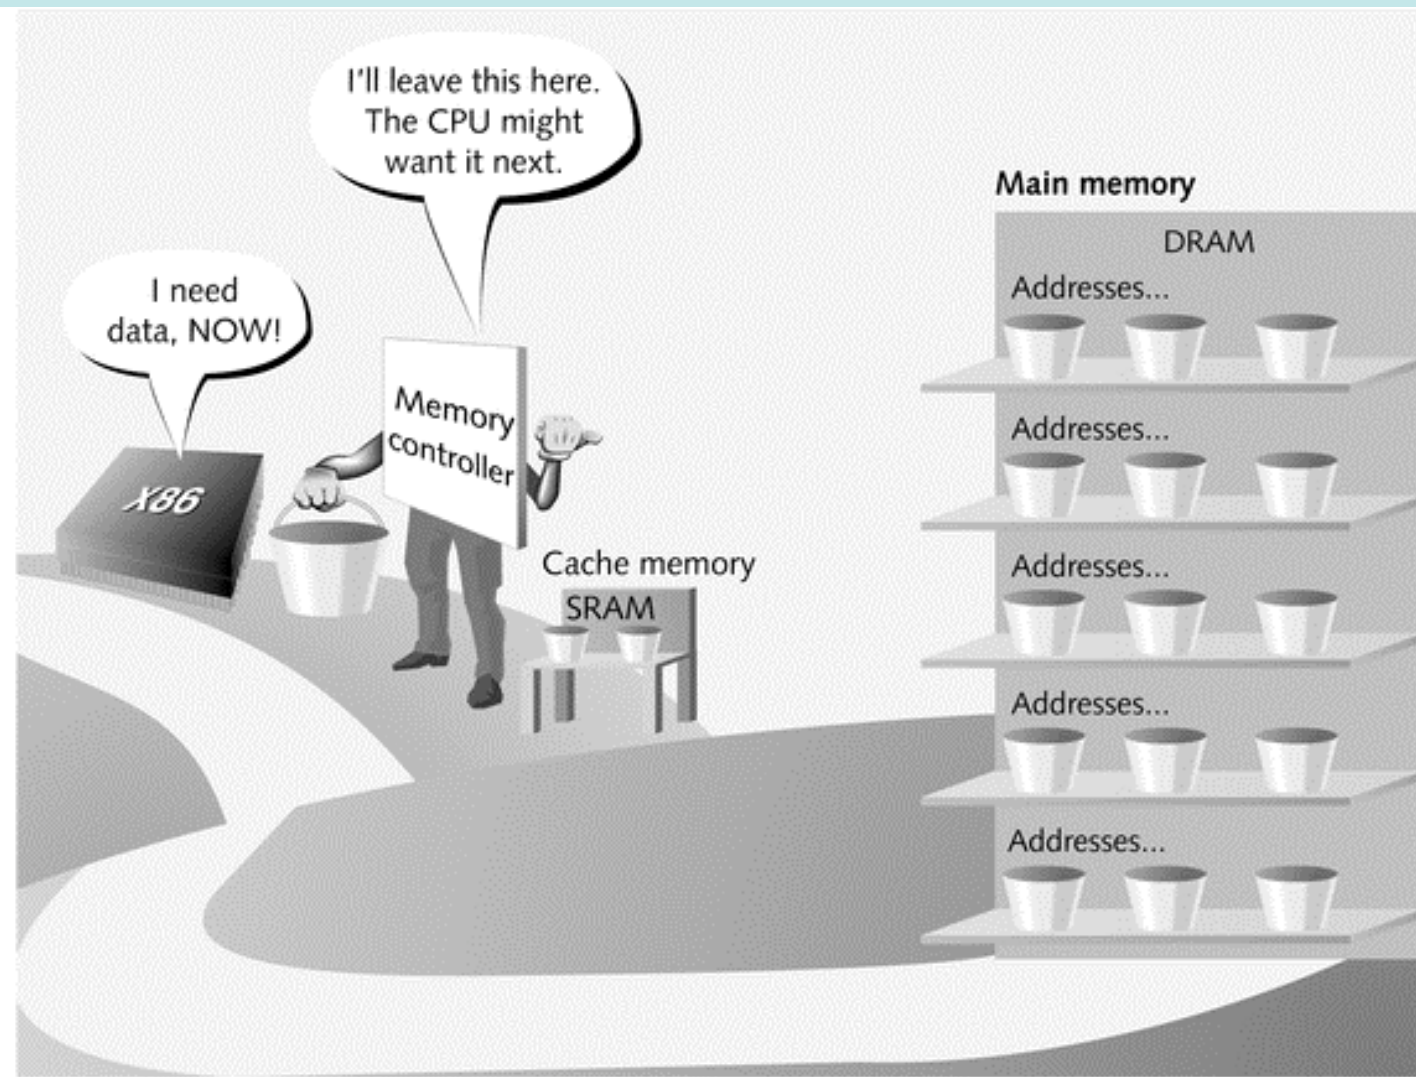 I'll leave this here.
The CPU might
want it next.
Main memory
DRAM
Addresses...
I need
data, NOW!
Memory
controller
Addresses...
X86
Cache memory
SRAM
Addresses...
Addresses...
Addresses...